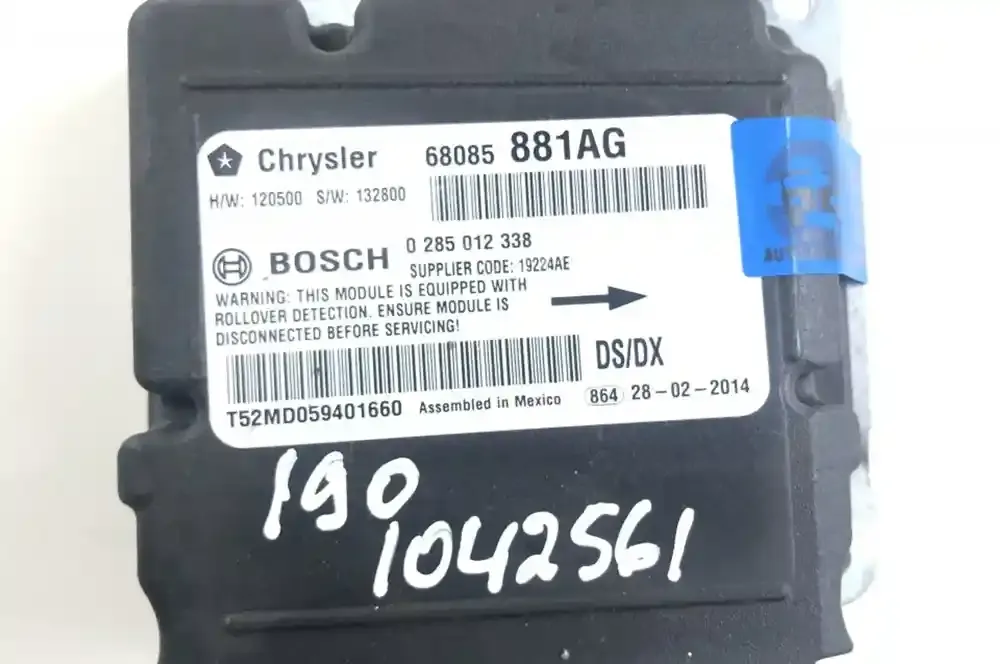 Chrysler 68085 881AG
H/W: 120500 S/W: 132800
BOSCH 0 285 012 338
SUPPLIER CODE: 19224AE
WARNING: THIS MODULE IS EQUIPPED WITH
ROLLOVER DETECTION. ENSURE MODULE IS
DISCONNECTED BEFORE SERVICING!
DS/DX
T52MD059401660 Assembled in Mexico 864 28-02-2014
190
1042561